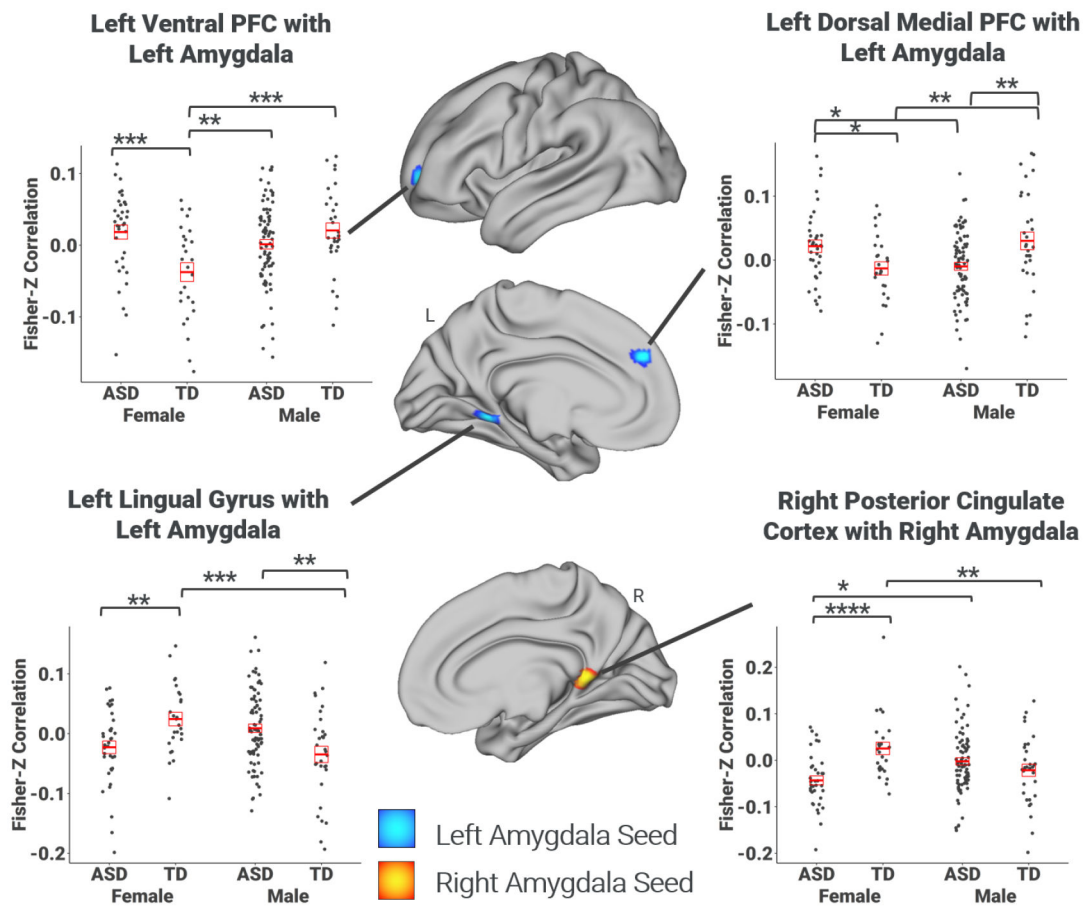 Left Ventral PFC with
Left Amygdala
***
**
***
Fisher-Z Correlation
0.1
0.0
-0.1
ASD TD ASD TD
Female Male
Left Dorsal Medial PFC with
Left Amygdala
**
**
*
*
Fisher-Z Correlation
0.1
0.0
-0.1
ASD TD ASD TD
Female Male
L
Left Lingual Gyrus with
Left Amygdala
**
***
**
Fisher-Z Correlation
0.1
0.0
-0.1
-0.2
ASD TD ASD TD
Female Male
R
Right Posterior Cingulate
Cortex with Right Amygdala
**
*
****
Fisher-Z Correlation
0.2
0.1
0.0
-0.1
-0.2
ASD TD ASD TD
Female Male
Left Amygdala Seed
Right Amygdala Seed